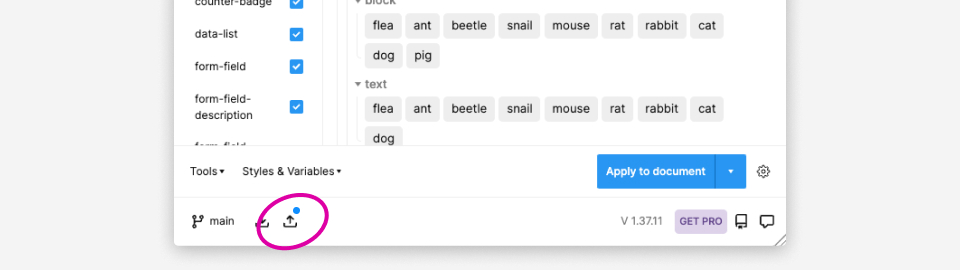 counter-badge
data-list
form-field
form-field-
description
block
flea ant beetle snail mouse rat rabbit cat
dog pig
text
flea ant beetle snail mouse rat rabbit cat
dog
Tools
Styles & Variables
Apply to document
main
V 1.37.11
GET PRO